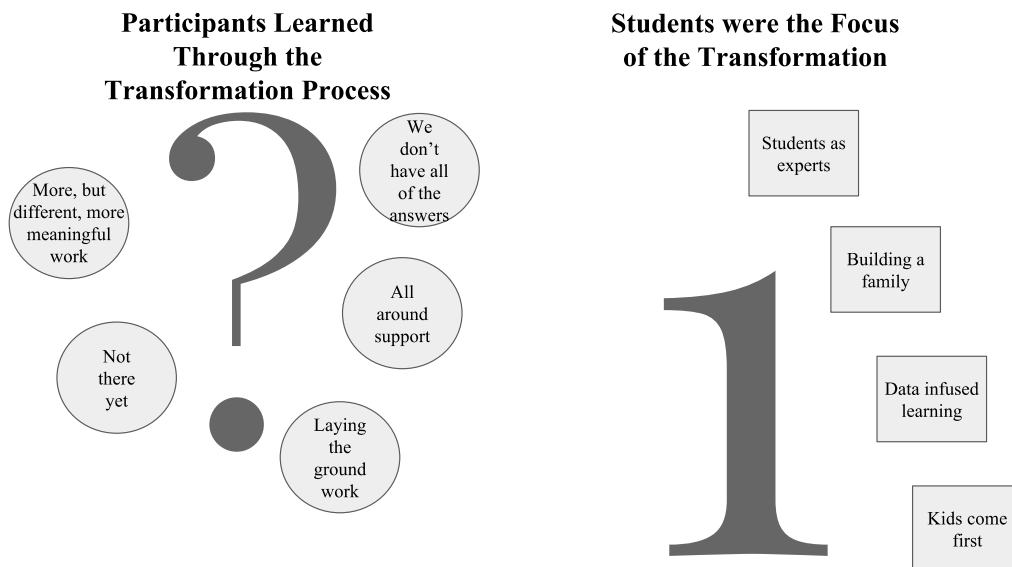 Participants Learned
Through the
Transformation Process
?
We
don’t
have all
of the
answers
More, but
different, more
meaningful
work
All
around
support
Not
there
yet
Laying
the
ground
work
Students were the Focus
of the Transformation
1
Students as
experts
Building a
family
Data infused
learning
Kids come
first